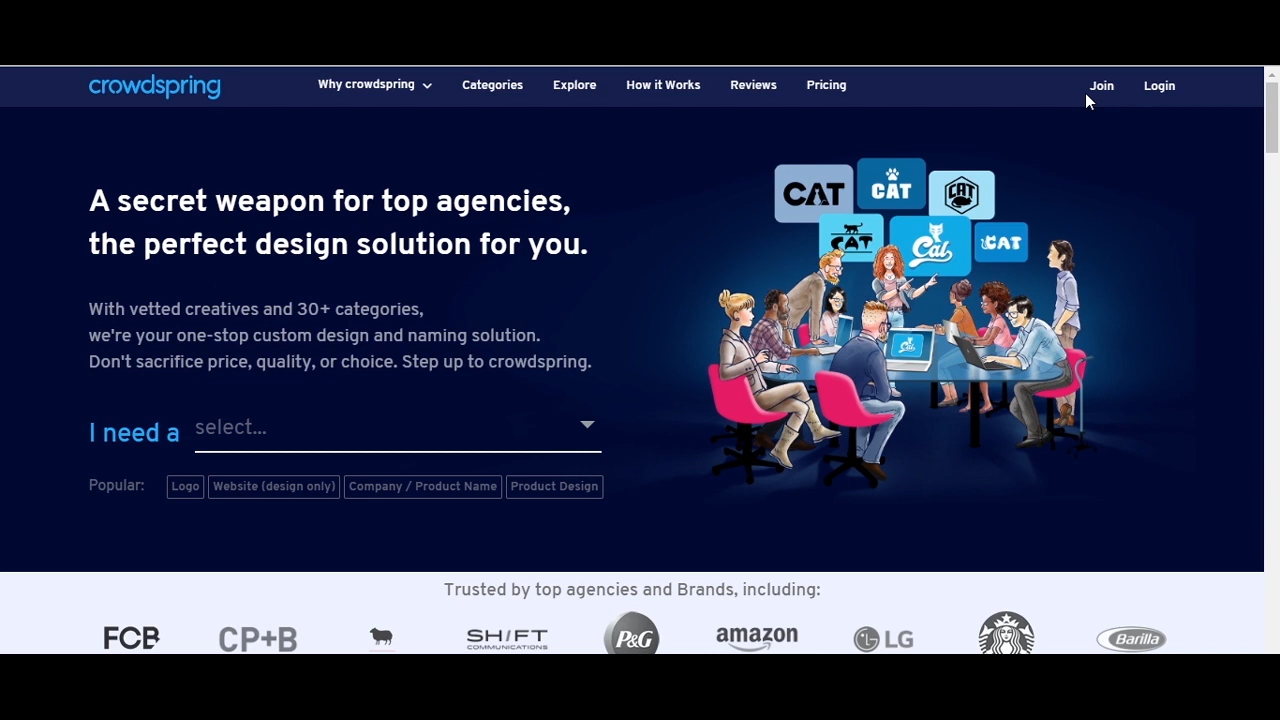 crowdspring
Why crowdspring
Categories
Explore
How it Works
Reviews
Pricing
Join
Login
A secret weapon for top agencies,
the perfect design solution for you.
With vetted creatives and 30+ categories,
we're your one-stop custom design and naming solution.
Don't sacrifice price, quality, or choice. Step up to crowdspring.
I need a select...
Popular: Logo Website (design only) Company / Product Name Product Design
CAT
CAT
CAT
CAT
Cat
CAT
Cat
Trusted by top agencies and Brands, including:
FCB
CP+B
SH/FT
COMMUNICATIONS
P&G
amazon
LG
Barilla